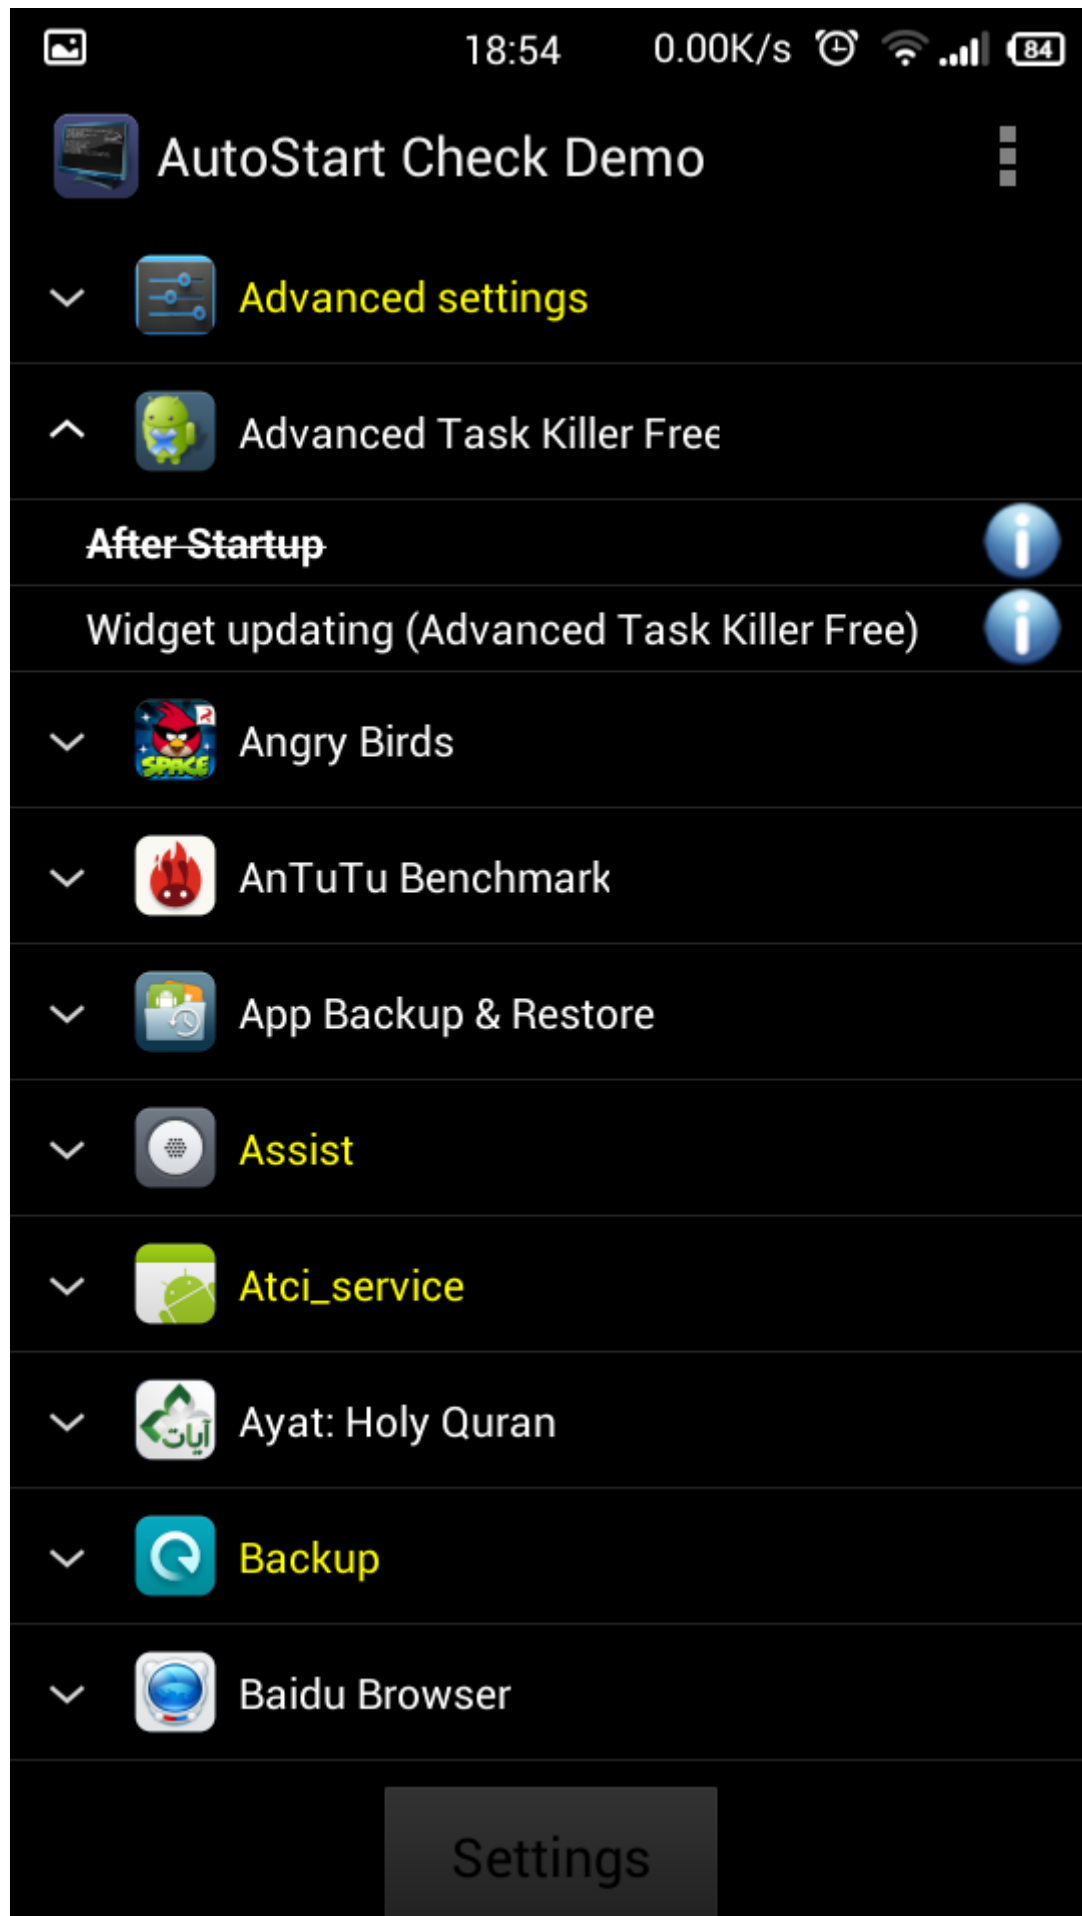 18:54 0.00K/s 84
AutoStart Check Demo
Advanced settings
Advanced Task Killer Free
After Startup
Widget updating (Advanced Task Killer Free)
SPACE
Angry Birds
AnTuTu Benchmark
App Backup & Restore
Assist
Atci_service
آيات
Ayat: Holy Quran
Backup
Baidu Browser
Settings